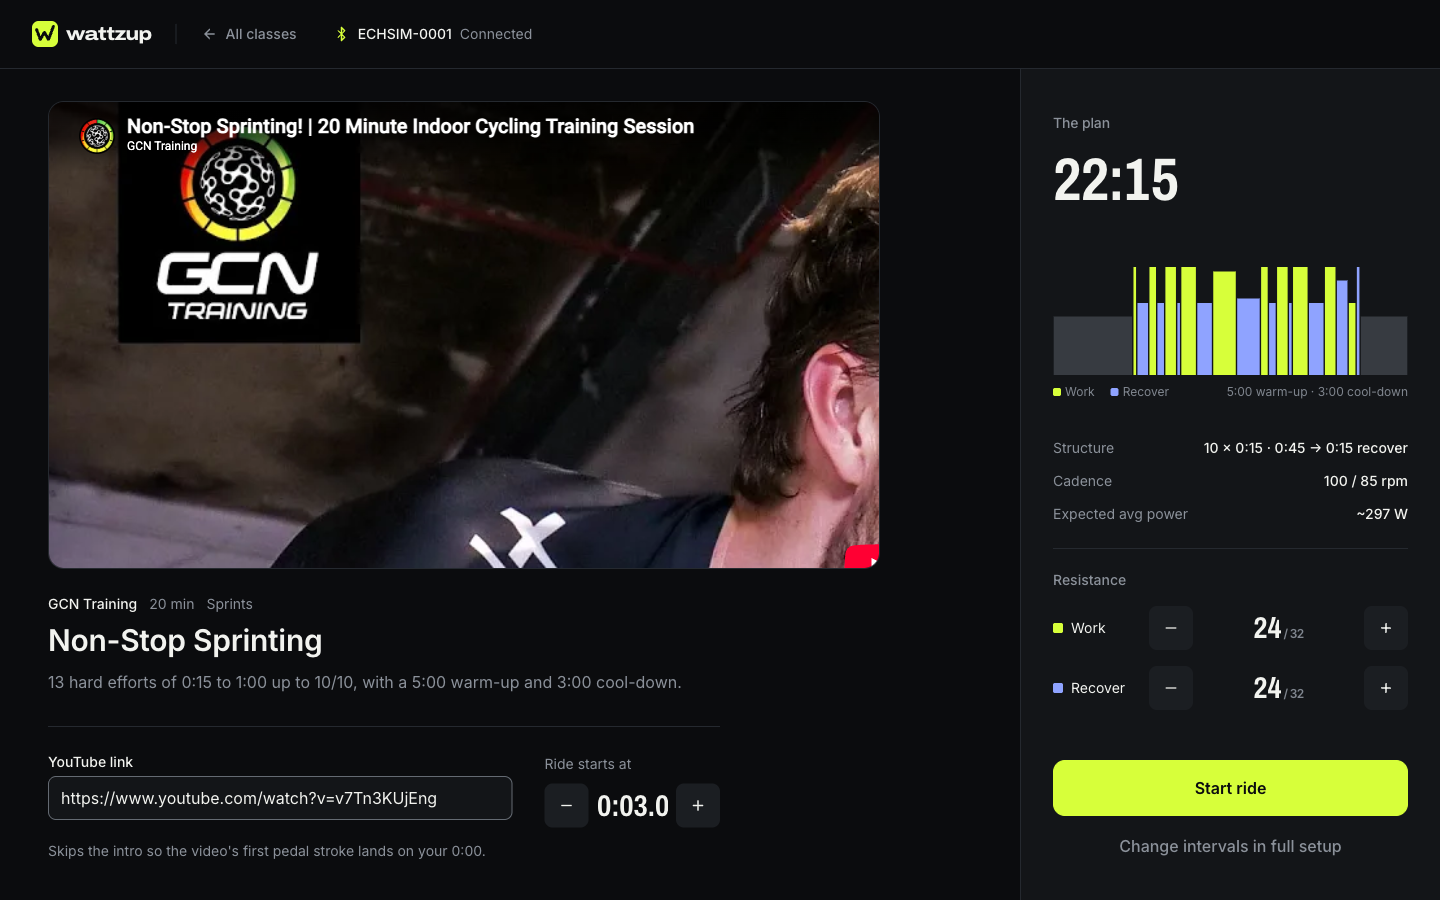 wattzup
All classes
ECHSIM-0001 Connected
Non-Stop Sprinting! | 20 Minute Indoor Cycling Training Session
GCN Training
GCN
TRAINING
GCN Training 20 min Sprints
Non-Stop Sprinting
13 hard efforts of 0:15 to 1:00 up to 10/10, with a 5:00 warm-up and 3:00 cool-down.
YouTube link
https://www.youtube.com/watch?v=v7Tn3KUjEng
Ride starts at
− 0:03.0 +
Skips the intro so the video's first pedal stroke lands on your 0:00.
The plan
22:15
Work Recover 5:00 warm-up · 3:00 cool-down
Structure 10 × 0:15 · 0:45 → 0:15 recover
Cadence 100 / 85 rpm
Expected avg power ~297 W
Resistance
Work − 24 / 32 +
Recover − 24 / 32 +
Start ride
Change intervals in full setup